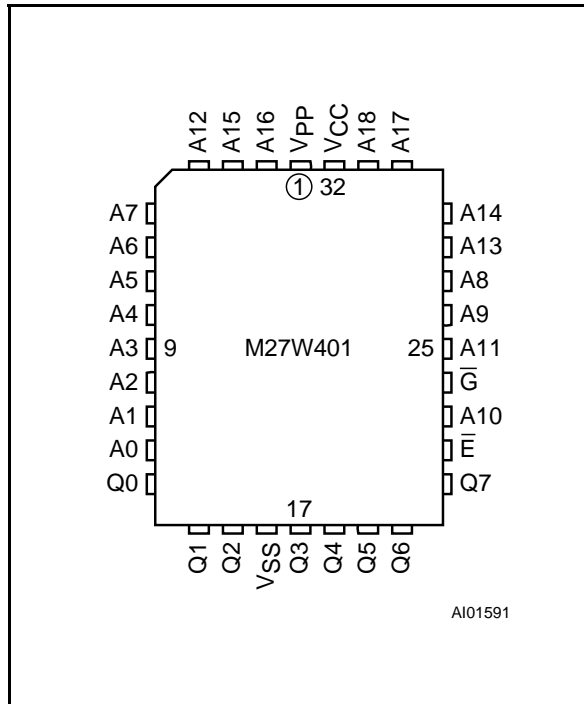 A12 A15 A16 VPP VCC A18 A17
① 32
A7 A14
A6 A13
A5 A8
A4 A9
A3 9 M27W401 25 A11
A2 G̅
A1 A10
A0 E̅
Q0 Q7
17
Q1 Q2 VSS Q3 Q4 Q5 Q6
AI01591